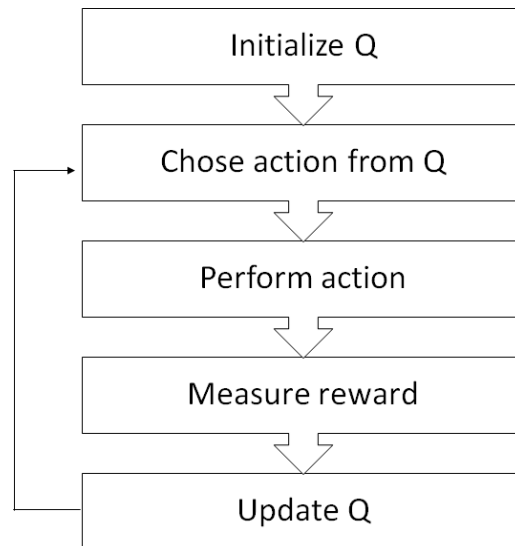 Initialize Q
Chose action from Q
Perform action
Measure reward
Update Q